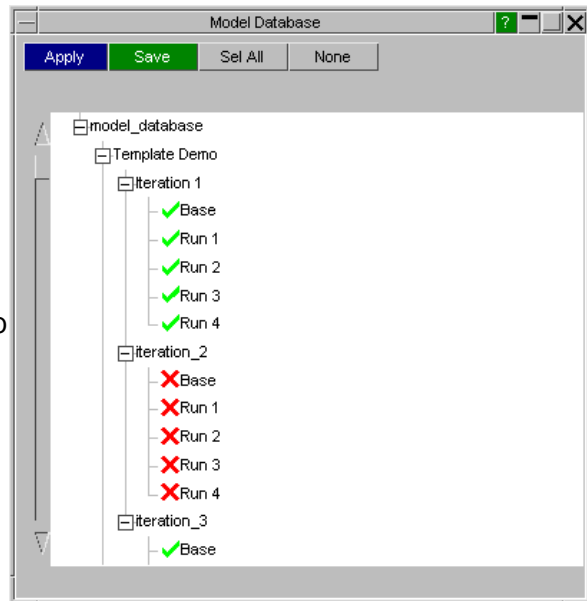 Model Database ?
Apply Save Sel All None
model_database
Template Demo
Iteration 1
Base
Run 1
Run 2
Run 3
Run 4
iteration_2
Base
Run 1
Run 2
Run 3
Run 4
iteration_3
Base